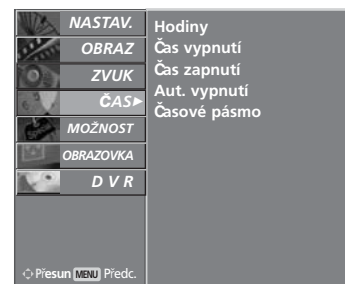 NASTAV.
OBRAZ
ZVUK
ČAS
MOŽNOST
OBRAZOVKA
D V R
Přesun MENU Předc.
Hodiny
Čas vypnutí
Čas zapnutí
Aut. vypnutí
Časové pásmo